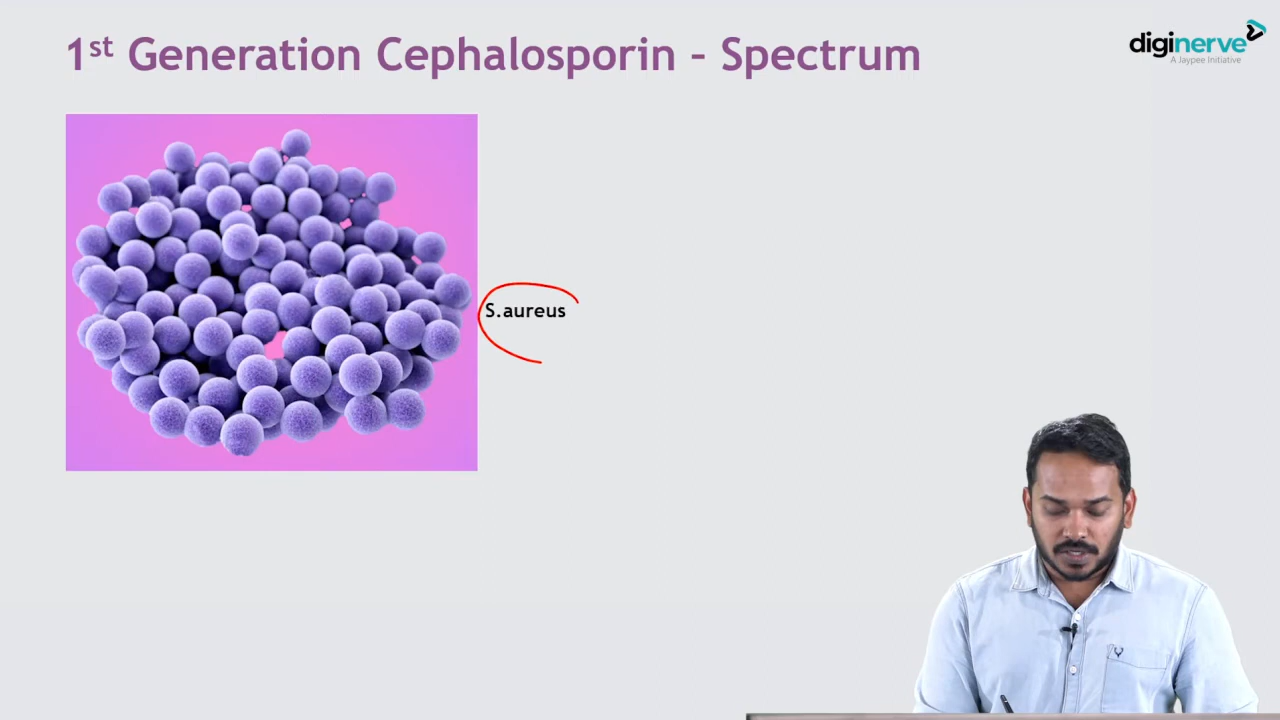 1st Generation Cephalosporin - Spectrum
diginerve
A Jaypee Initiative
S.aureus